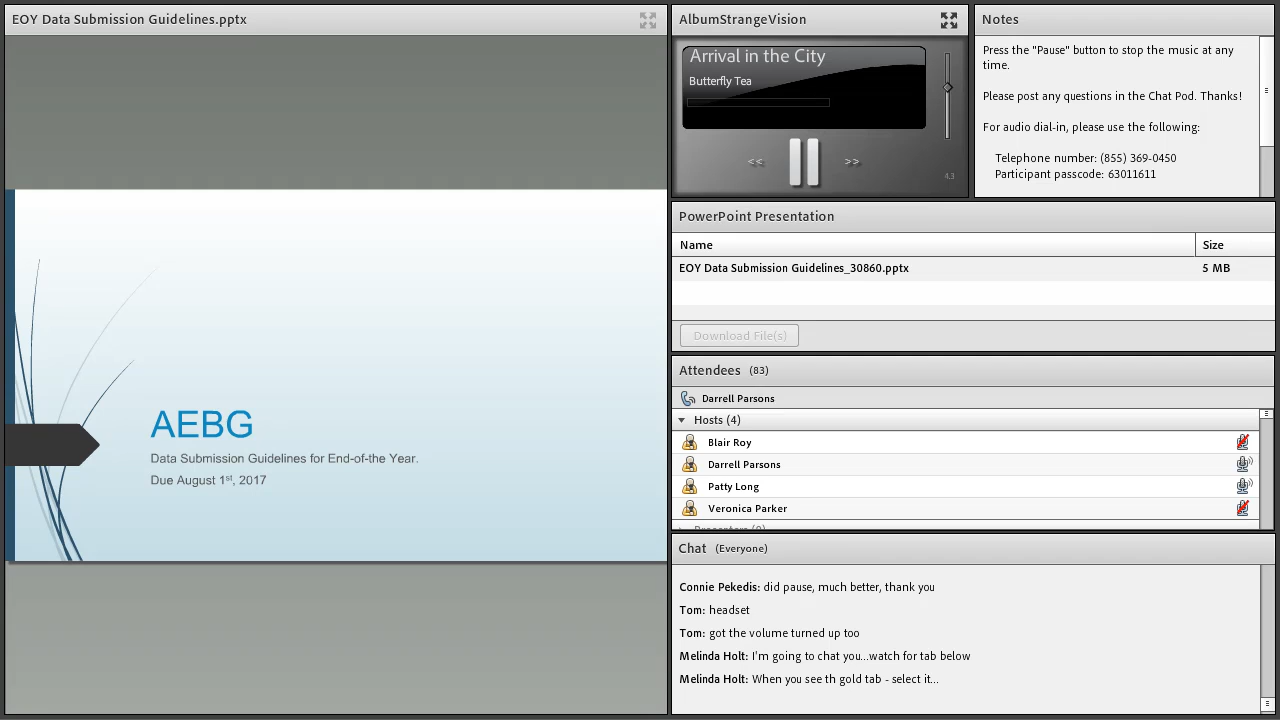 EOY Data Submission Guidelines.pptx
AEBG
Data Submission Guidelines for End-of-the Year.
Due August 1st, 2017
AlbumStrangeVision
Arrival in the City
Butterfly Tea
<<
>>
4.3
Notes
Press the "Pause" button to stop the music at any
time.
Please post any questions in the Chat Pod. Thanks!
For audio dial-in, please use the following:
Telephone number: (855) 369-0450
Participant passcode: 63011611
PowerPoint Presentation
Name Size
EOY Data Submission Guidelines_30860.pptx 5 MB
Download File(s)
Attendees (83)
Darrell Parsons
Hosts (4)
Blair Roy
Darrell Parsons
Patty Long
Veronica Parker
Chat (Everyone)
Connie Pekedis: did pause, much better, thank you
Tom: headset
Tom: got the volume turned up too
Melinda Holt: I'm going to chat you...watch for tab below
Melinda Holt: When you see th gold tab - select it...